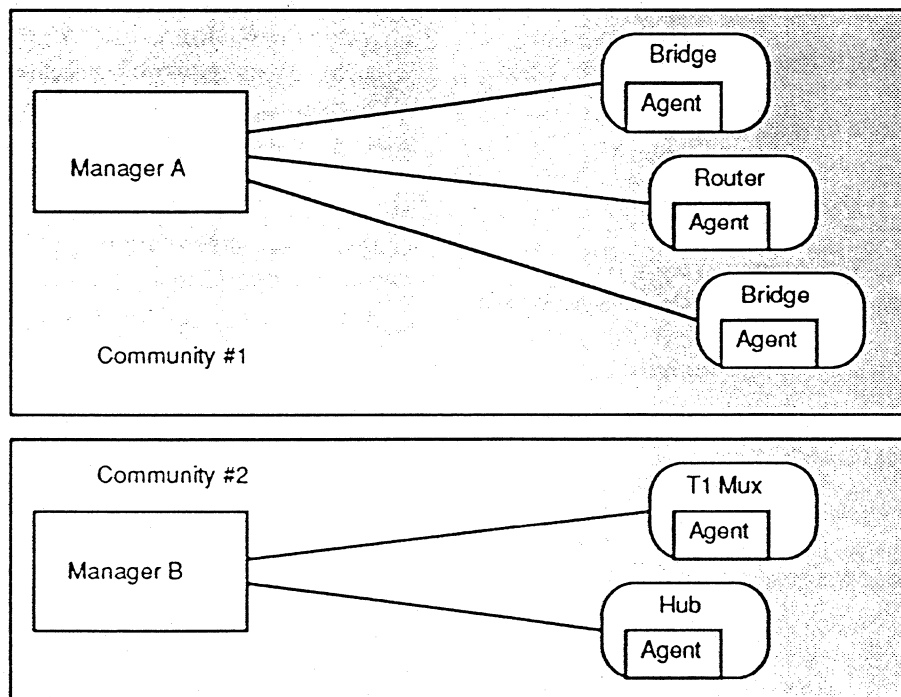 Bridge
Agent
Manager A
Router
Agent
Bridge
Agent
Community #1
Community #2
T1 Mux
Agent
Manager B
Hub
Agent